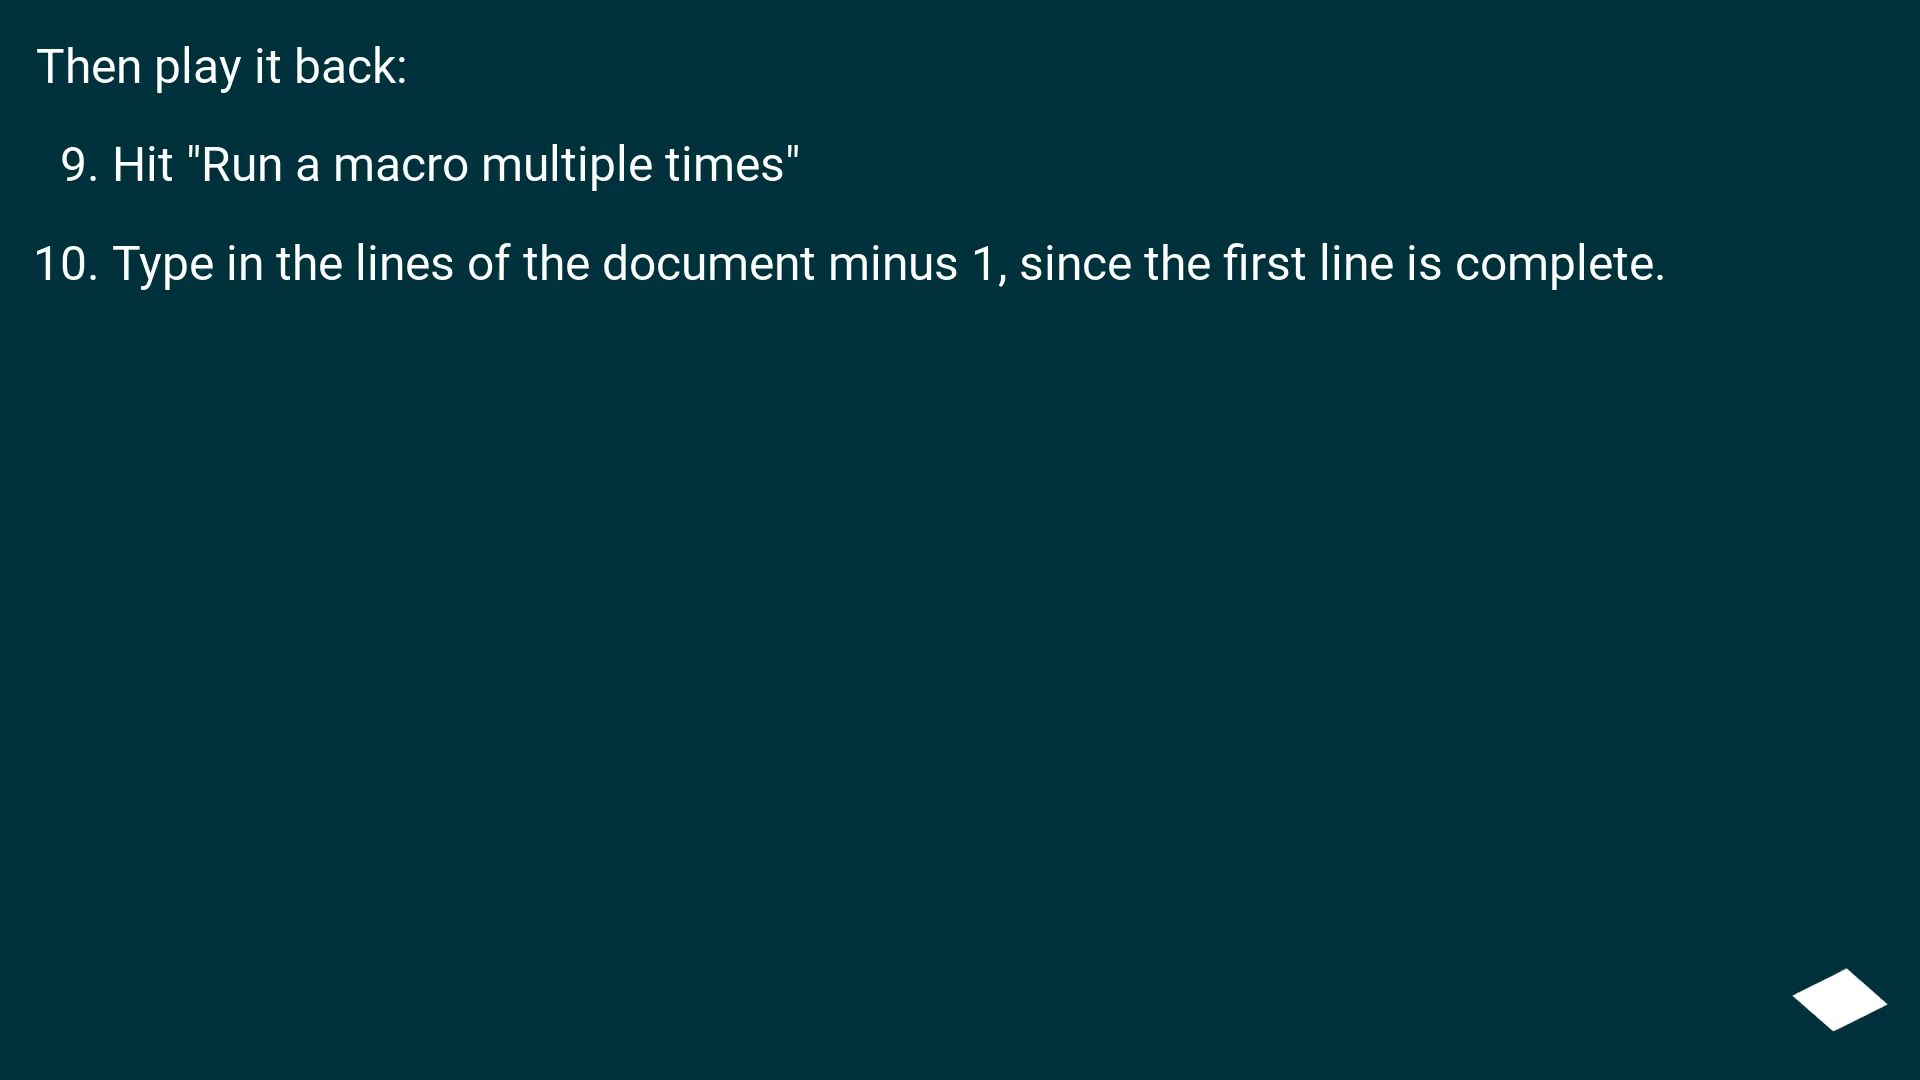 Then play it back:
9. Hit "Run a macro multiple times"
10. Type in the lines of the document minus 1, since the first line is complete.